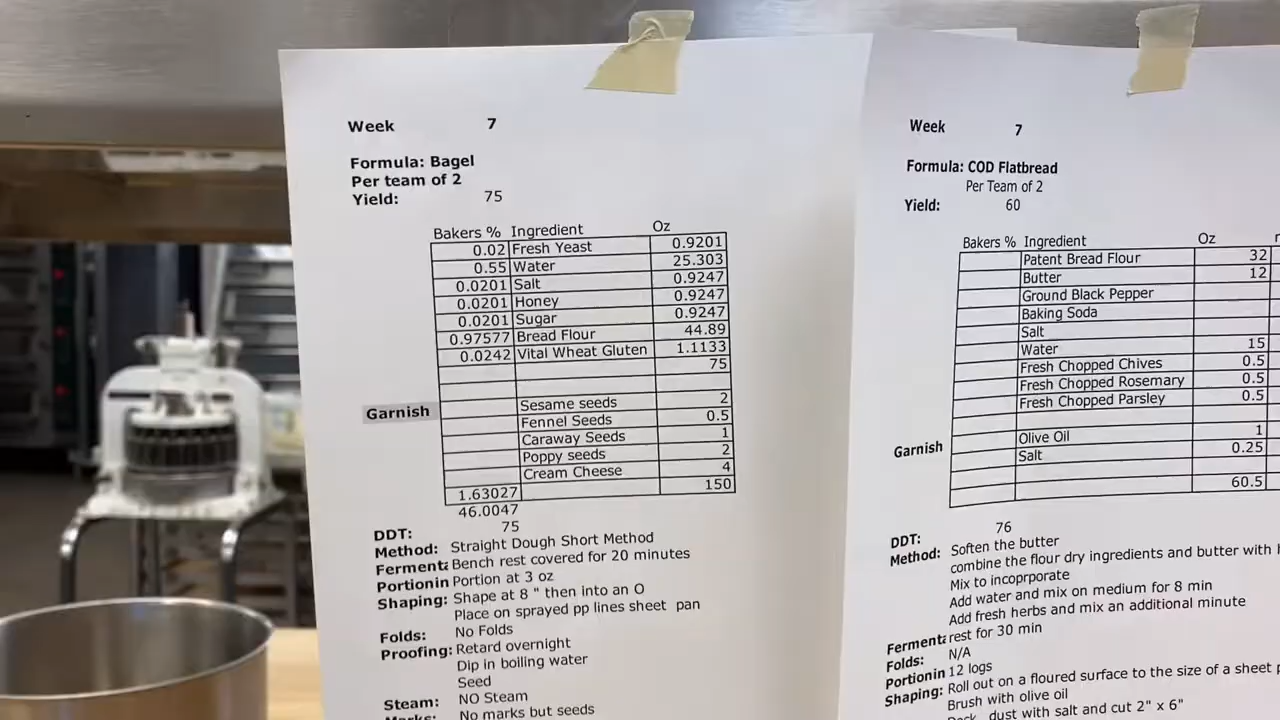 Week 7
Formula: Bagel
Per team of 2
Yield: 75
Bakers % Ingredient Oz
0.02 Fresh Yeast 0.9201
0.55 Water 25.303
0.0201 Salt 0.9247
0.0201 Honey 0.9247
0.0201 Sugar 0.9247
0.97577 Bread Flour 44.89
0.0242 Vital Wheat Gluten 1.1133
75
Garnish
Sesame seeds 2
Fennel Seeds 0.5
Caraway Seeds 1
Poppy seeds 2
Cream Cheese 4
1.63027 150
46.0047
DDT: 75
Method: Straight Dough Short Method
Ferment: Bench rest covered for 20 minutes
Portionin Portion at 3 oz
Shaping: Shape at 8 " then into an O
Place on sprayed pp lines sheet pan
Folds: No Folds
Proofing: Retard overnight
Dip in boiling water
Seed
Steam: NO Steam
Marks: No marks but seeds
Week 7
Formula: COD Flatbread
Per Team of 2
Yield: 60
Bakers % Ingredient Oz
Patent Bread Flour 32
Butter 12
Ground Black Pepper
Baking Soda
Salt
Water 15
Fresh Chopped Chives 0.5
Fresh Chopped Rosemary 0.5
Fresh Chopped Parsley 0.5
Garnish
Olive Oil 1
Salt 0.25
60.5
DDT: 76
Method: Soften the butter
combine the flour dry ingredients and butter with
Mix to incoprporate
Add water and mix on medium for 8 min
Add fresh herbs and mix an additional minute
Ferment rest for 30 min
Folds: N/A
Portionin 12 logs
Shaping: Roll out on a floured surface to the size of a sheet
Brush with olive oil
dust with salt and cut 2" x 6"